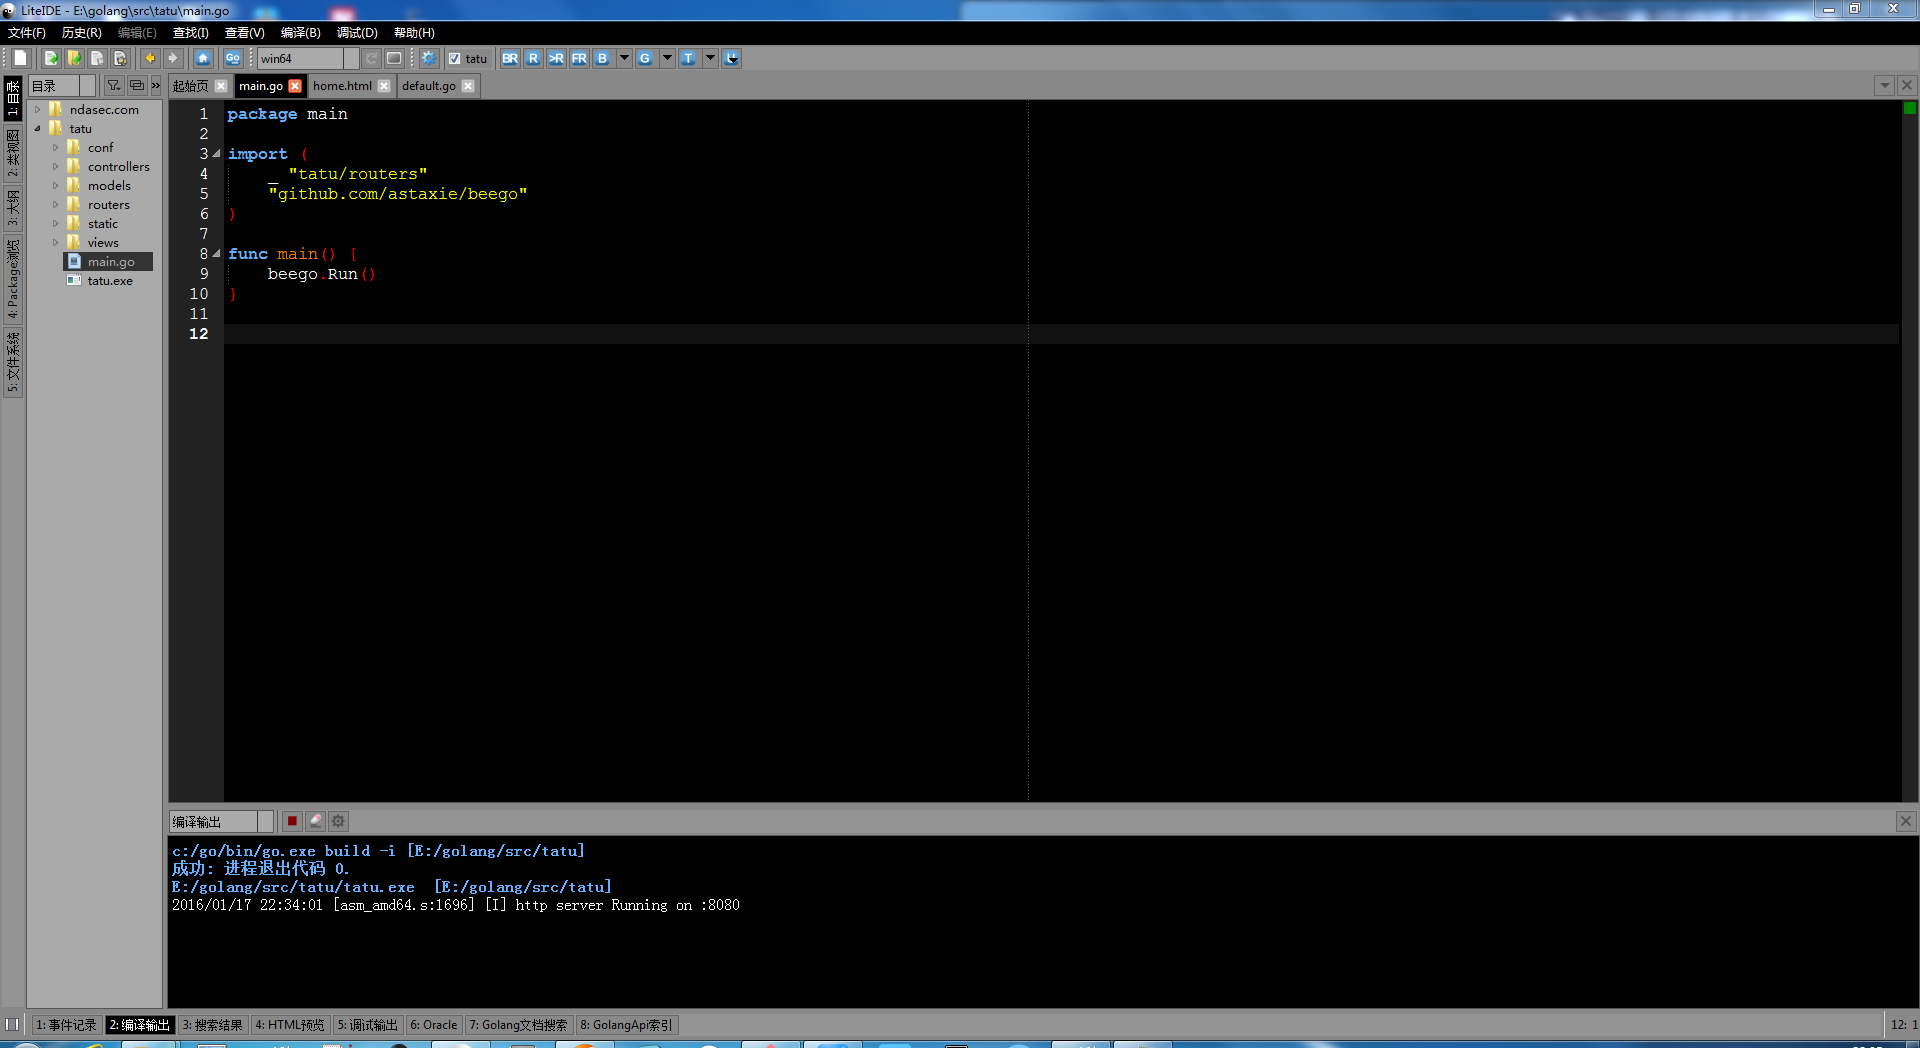 LiteIDE - E:\golang\src\tatu\main.go
文件(F) 历史(R) 编辑(E) 查找(I) 查看(V) 编译(B) 调试(D) 帮助(H)
Go win64 tatu BR R >R FR B G T U
目录
起始页 main.go home.html default.go
1: 目录
2: 类视图
3: 大纲
4: Package浏览
5: 文件系统
ndasec.com
tatu
conf
controllers
models
routers
static
views
main.go
tatu.exe
1 package main
2
3 import (
4 _ "tatu/routers"
5 "github.com/astaxie/beego"
6 )
7
8 func main() {
9 beego.Run()
10 }
11
12
编译输出
c:/go/bin/go.exe build -i [E:/golang/src/tatu]
成功: 进程退出代码 0.
E:/golang/src/tatu/tatu.exe [E:/golang/src/tatu]
2016/01/17 22:34:01 [asm_amd64.s:1696] [I] http server Running on :8080
1: 事件记录 2: 编译输出 3: 搜索结果 4: HTML预览 5: 调试输出 6: Oracle 7: Golang文档搜索 8: GolangApi索引 12: 1